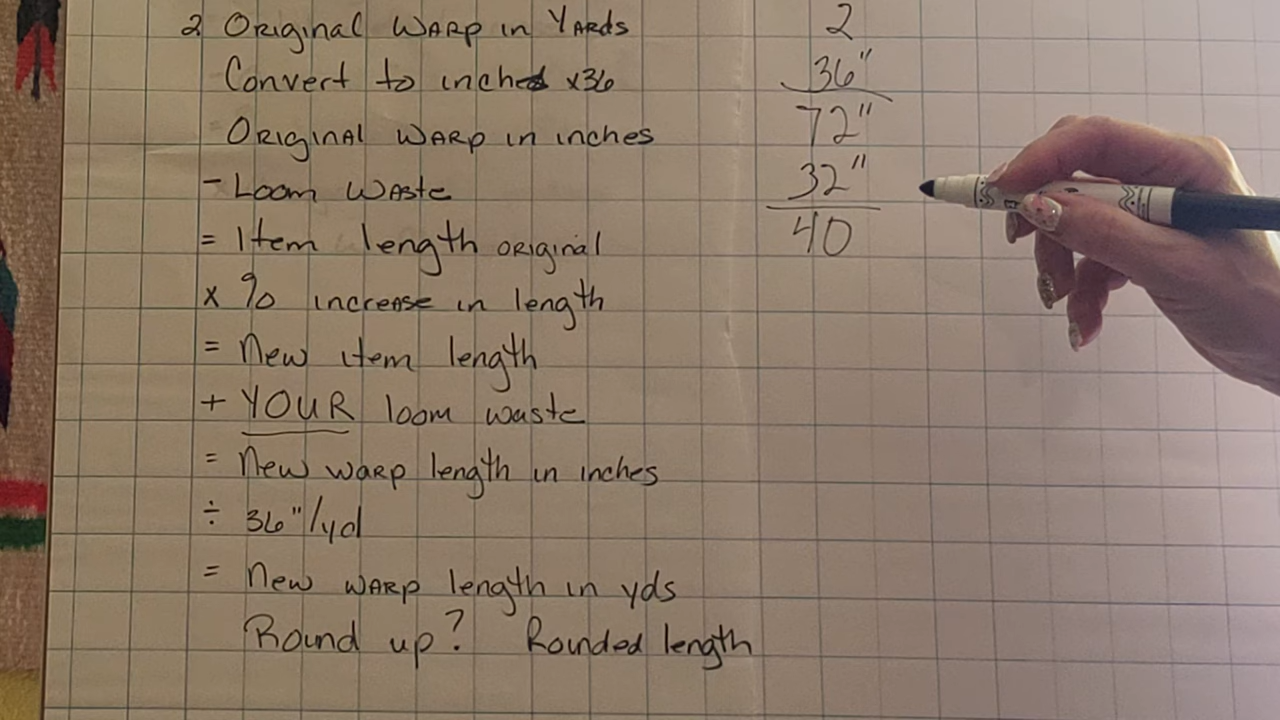 2 Original Warp in Yards 2
Convert to inches x36 36"
Original Warp in inches 72"
- Loom Waste 32"
= Item length original 40
x % increase in length
= New item length
+ YOUR loom waste
= New warp length in inches
÷ 36"/yd
= New warp length in yds
Round up? Rounded length